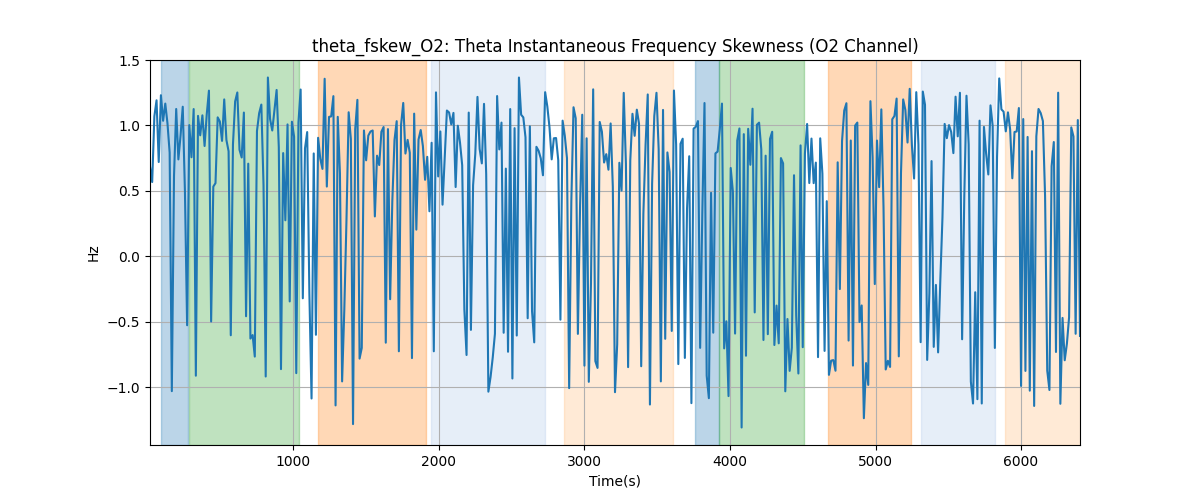 theta_fskew_O2: Theta Instantaneous Frequency Skewness (O2 Channel)
1.5
1.0
0.5
0.0
−0.5
−1.0
Hz
1000 2000 3000 4000 5000 6000
Time(s)